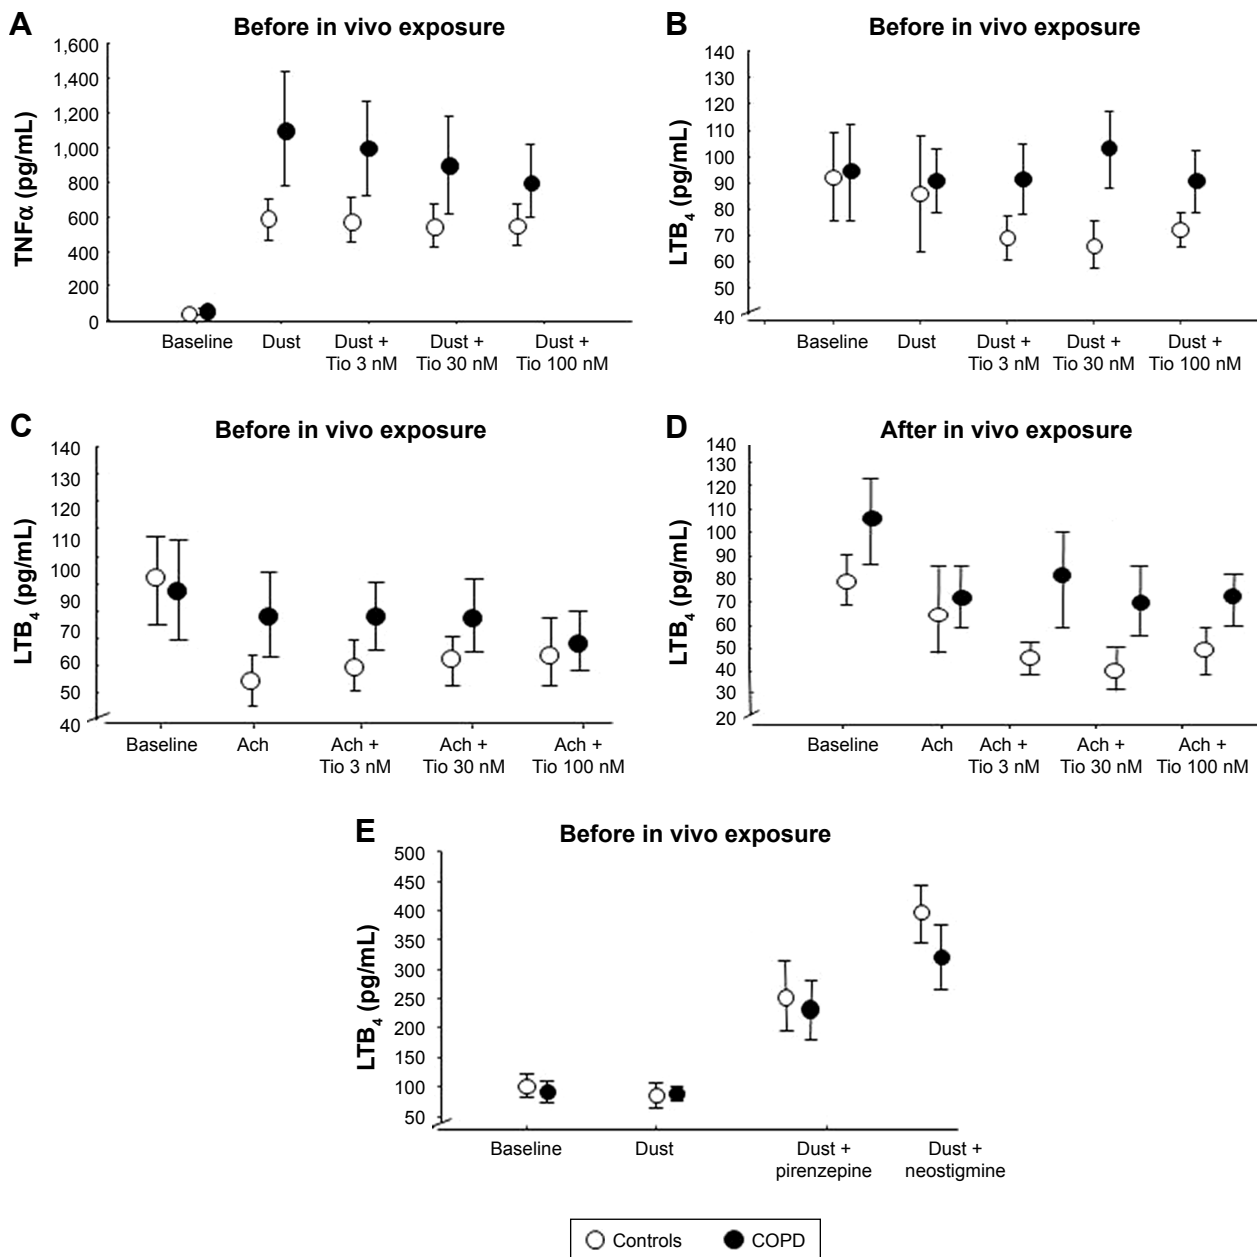 A
Before in vivo exposure
TNFα (pg/mL)
1,600
1,400
1,200
1,000
800
600
400
200
0
Baseline
Dust
Dust +
Tio 3 nM
Dust +
Tio 30 nM
Dust +
Tio 100 nM
B
Before in vivo exposure
LTB₄ (pg/mL)
140
130
120
110
100
90
80
70
60
50
40
Baseline
Dust
Dust +
Tio 3 nM
Dust +
Tio 30 nM
Dust +
Tio 100 nM
C
Before in vivo exposure
LTB₄ (pg/mL)
140
130
120
110
100
90
70
60
50
40
Baseline
Ach
Ach +
Tio 3 nM
Ach +
Tio 30 nM
Ach +
Tio 100 nM
D
After in vivo exposure
LTB₄ (pg/mL)
140
130
120
110
100
90
80
70
60
50
40
30
20
Baseline
Ach
Ach +
Tio 3 nM
Ach +
Tio 30 nM
Ach +
Tio 100 nM
E
Before in vivo exposure
LTB₄ (pg/mL)
500
450
400
350
300
250
200
150
100
50
Baseline
Dust
Dust +
pirenzepine
Dust +
neostigmine
Controls
COPD